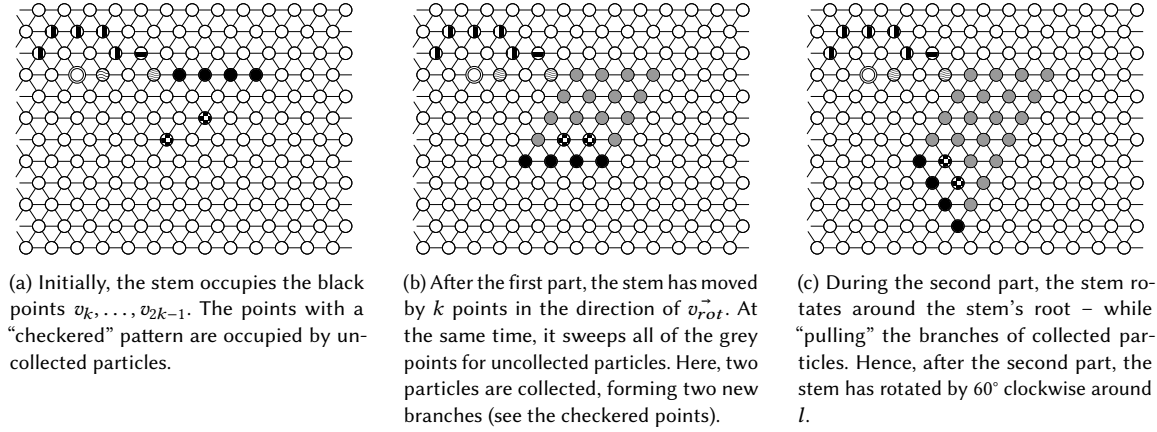 (a) Initially, the stem occupies the black
points v_k, . . . , v_{2k−1}. The points with a
“checkered” pattern are occupied by un-
collected particles.
(b) After the first part, the stem has moved
by k points in the direction of \vec{v_{rot}}. At
the same time, it sweeps all of the grey
points for uncollected particles. Here, two
particles are collected, forming two new
branches (see the checkered points).
(c) During the second part, the stem ro-
tates around the stem’s root – while
“pulling” the branches of collected par-
ticles. Hence, after the second part, the
stem has rotated by 60° clockwise around
l.